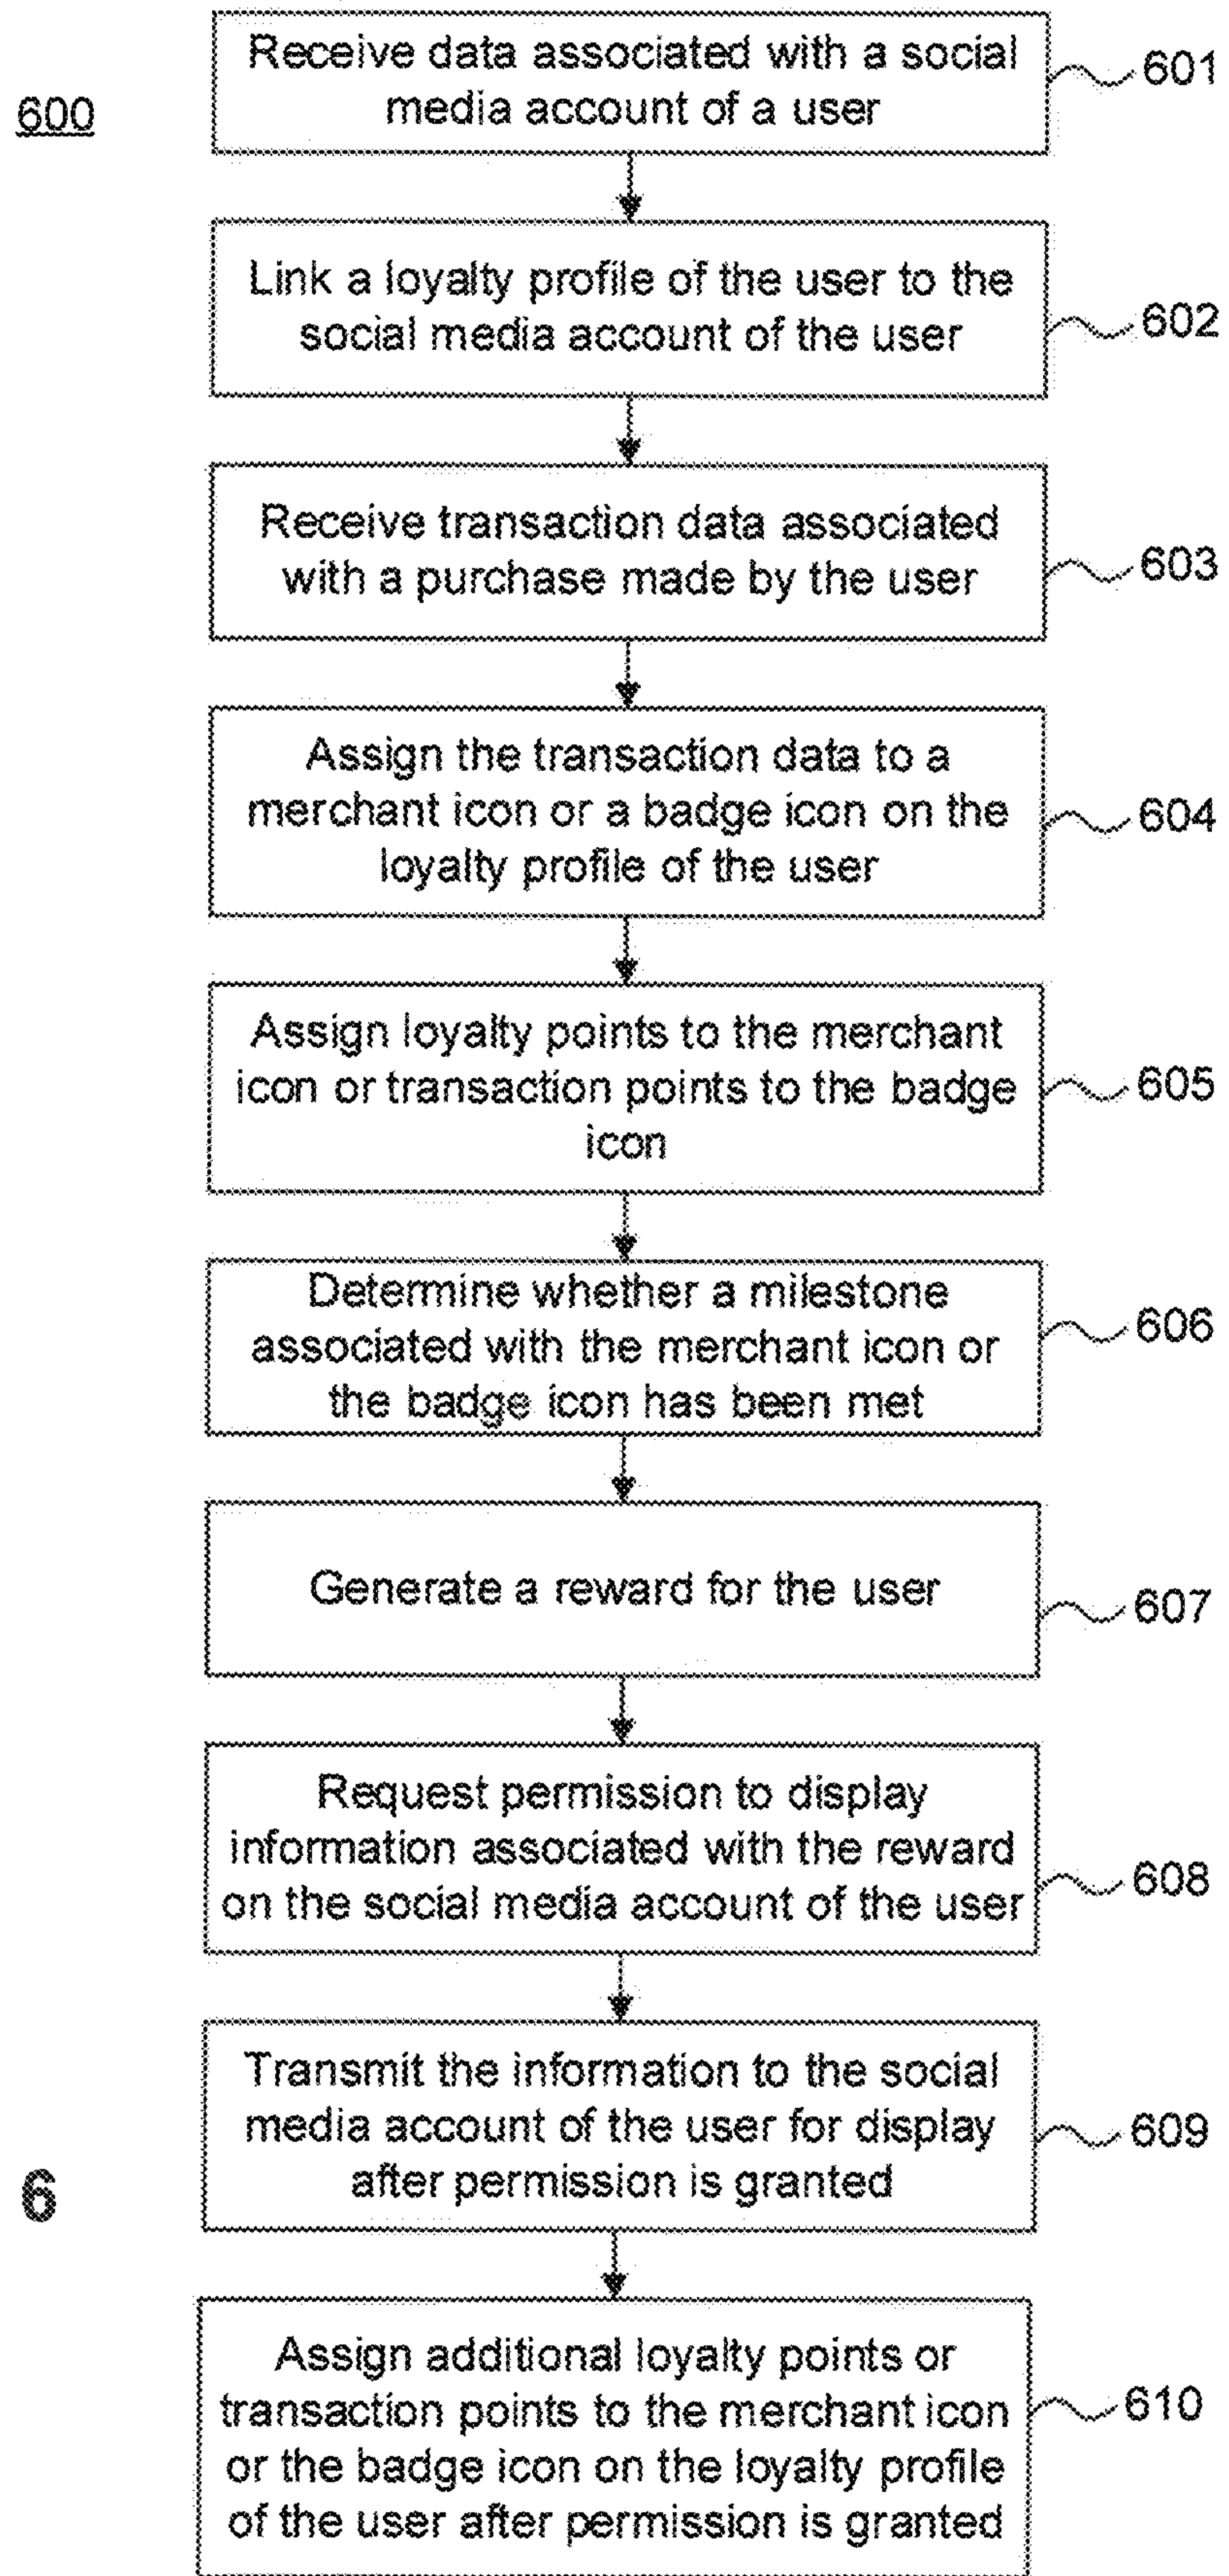 600
Receive data associated with a social
media account of a user
601
Link a loyalty profile of the user to the
social media account of the user
602
Receive transaction data associated
with a purchase made by the user
603
Assign the transaction data to a
merchant icon or a badge icon on the
loyalty profile of the user
604
Assign loyalty points to the merchant
icon or transaction points to the badge
icon
605
Determine whether a milestone
associated with the merchant icon or
the badge icon has been met
606
Generate a reward for the user
607
Request permission to display
information associated with the reward
on the social media account of the user
608
Transmit the information to the social
media account of the user for display
after permission is granted
609
6
Assign additional loyalty points or
transaction points to the merchant icon
or the badge icon on the loyalty profile
of the user after permission is granted
610